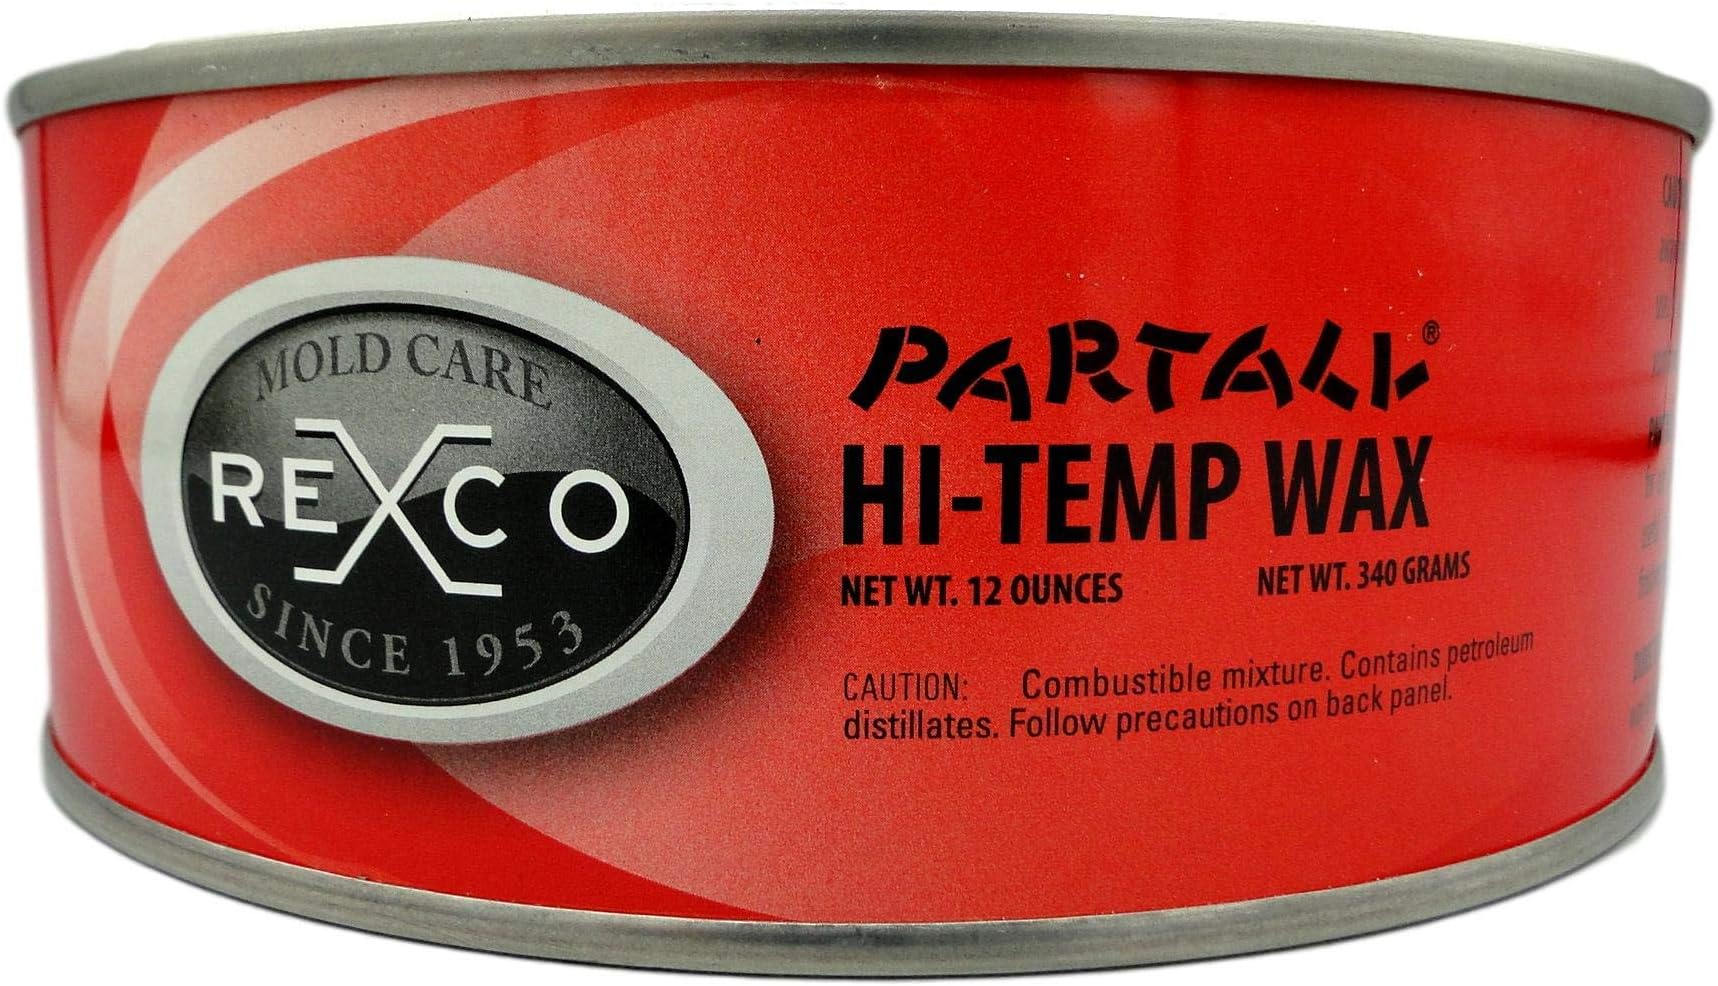 MOLD CARE
REXCO
SINCE 1953
PARTALL®
HI-TEMP WAX
NET WT. 12 OUNCES NET WT. 340 GRAMS
CAUTION: Combustible mixture. Contains petroleum
distillates. Follow precautions on back panel.